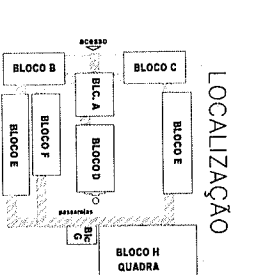 acesso
BLOCO B
BLC. A
BLOCO C
LOCALIZAÇÃO
BLOCO E
BLOCO F
BLOCO D
BLOCO E
passarelas
Blc
G
BLOCO H
QUADRA